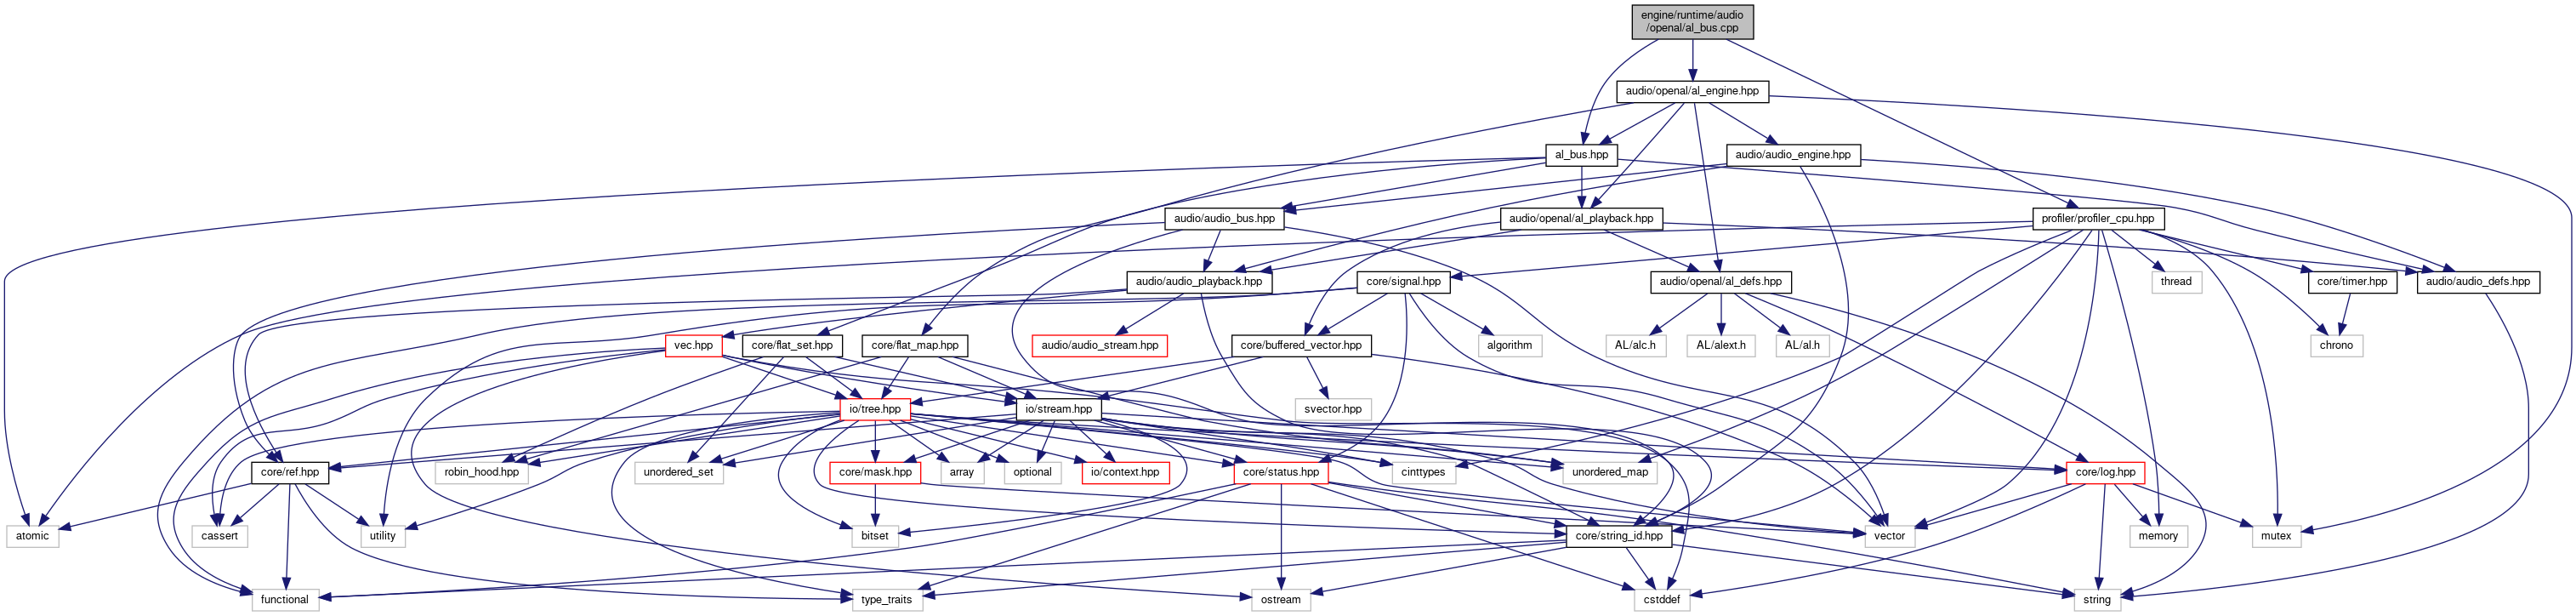 engine/runtime/audio
/openal/al_bus.cpp
audio/openal/al_engine.hpp
al_bus.hpp
audio/audio_engine.hpp
audio/audio_bus.hpp
audio/openal/al_playback.hpp
profiler/profiler_cpu.hpp
audio/audio_playback.hpp
core/signal.hpp
audio/openal/al_defs.hpp
thread
core/timer.hpp
audio/audio_defs.hpp
vec.hpp
core/flat_set.hpp
core/flat_map.hpp
audio/audio_stream.hpp
core/buffered_vector.hpp
algorithm
AL/alc.h
AL/alext.h
AL/al.h
chrono
io/tree.hpp
io/stream.hpp
svector.hpp
core/ref.hpp
robin_hood.hpp
unordered_set
core/mask.hpp
array
optional
io/context.hpp
core/status.hpp
cinttypes
unordered_map
core/log.hpp
atomic
cassert
utility
bitset
core/string_id.hpp
vector
memory
mutex
functional
type_traits
ostream
cstddef
string